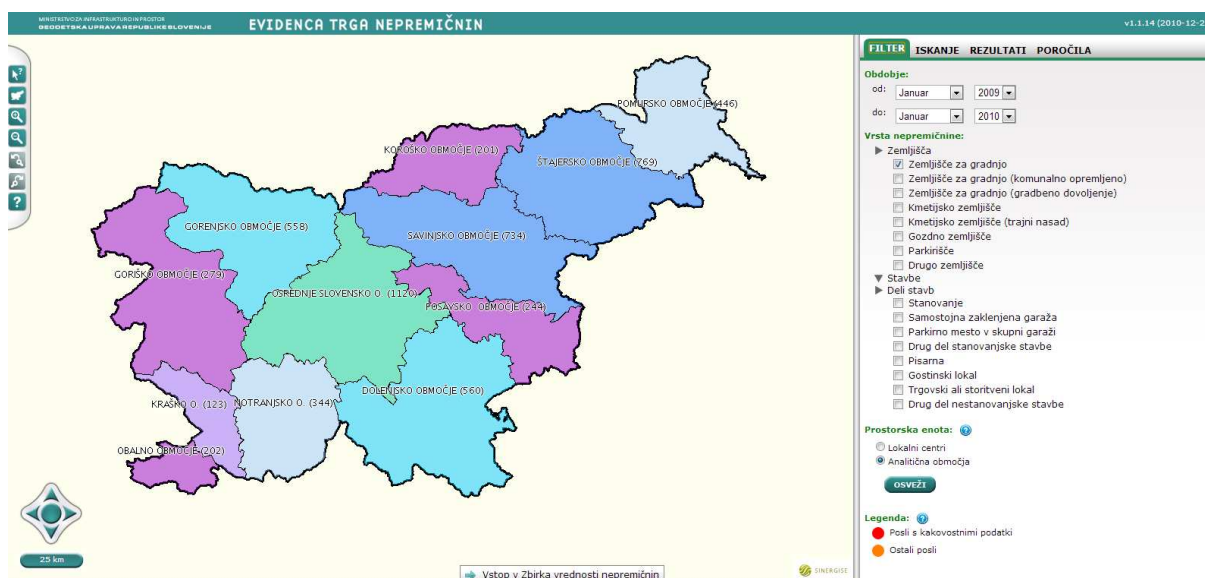 MINISTRSTVO ZA INFRASTRUKTURO IN PROSTOR
GEODETSKA UPRAVA REPUBLIKE SLOVENIJE
EVIDENCA TRGA NEPREMIČNIN
v1.1.14 (2010-12-2
POMURSKO OBMOČJE (446)
KOROŠKO OBMOČJE (201)
ŠTAJERSKO OBMOČJE (769)
GORENJSKO OBMOČJE (558)
SAVINJSKO OBMOČJE (734)
GORIŠKO OBMOČJE (279)
OSREDNJE SLOVENSKO O. (1120)
POSAVSKO OBMOČJE (244)
DOLENJSKO OBMOČJE (560)
KRAŠKO O. (123)
NOTRANJSKO O. (344)
OBALNO OBMOČJE (202)
25 km
Vstop v Zbirka vrednosti nepremičnin
SINERGISE
FILTER ISKANJE REZULTATI POROČILA
Obdobje:
od: Januar 2009
do: Januar 2010
Vrsta nepremičnine:
Zemljišča
Zemljišče za gradnjo
Zemljišče za gradnjo (komunalno opremljeno)
Zemljišče za gradnjo (gradbeno dovoljenje)
Kmetijsko zemljišče
Kmetijsko zemljišče (trajni nasad)
Gozdno zemljišče
Parkirišče
Drugo zemljišče
Stavbe
Deli stavb
Stanovanje
Samostojna zaklenjena garaža
Parkirno mesto v skupni garaži
Drug del stanovanjske stavbe
Pisarna
Gostinski lokal
Trgovski ali storitveni lokal
Drug del nestanovanjske stavbe
Prostorska enota: ?
Lokalni centri
Analitična območja
OSVEŽI
Legenda: ?
Posli s kakovostnimi podatki
Ostali posli